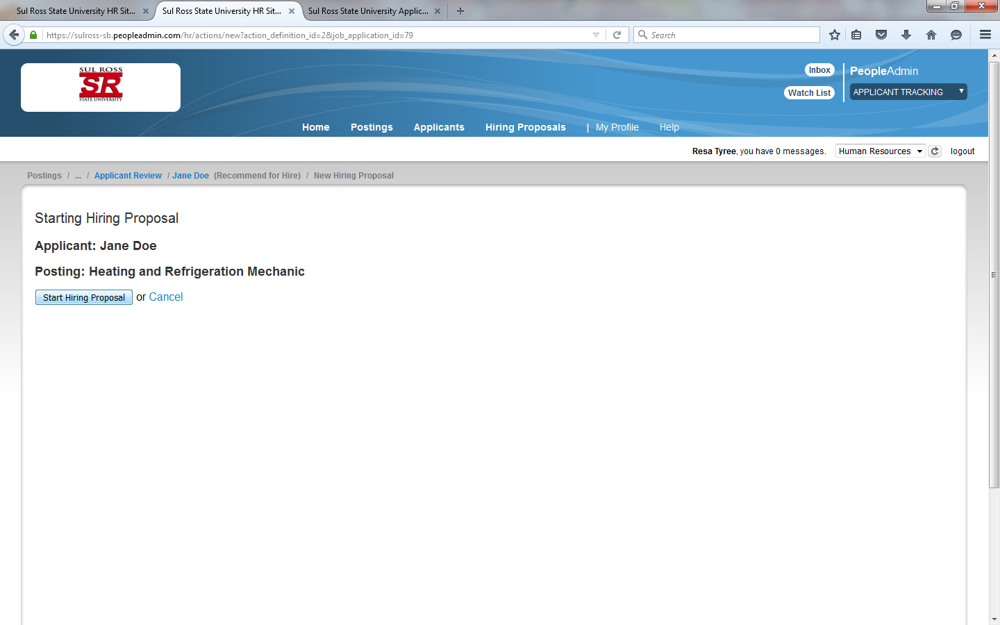 Sul Ross State University HR Sit...
Sul Ross State University HR Sit...
Sul Ross State University Applic...
https://sulross-sb.peopleadmin.com/hr/actions/new?action_definition_id=2&job_application_id=79
Search
SUL ROSS
SR
STATE UNIVERSITY
Inbox
Watch List
PeopleAdmin
APPLICANT TRACKING
Home Postings Applicants Hiring Proposals | My Profile Help
Resa Tyree, you have 0 messages. Human Resources logout
Postings / ... / Applicant Review / Jane Doe (Recommend for Hire) / New Hiring Proposal
Starting Hiring Proposal
Applicant: Jane Doe
Posting: Heating and Refrigeration Mechanic
Start Hiring Proposal or Cancel